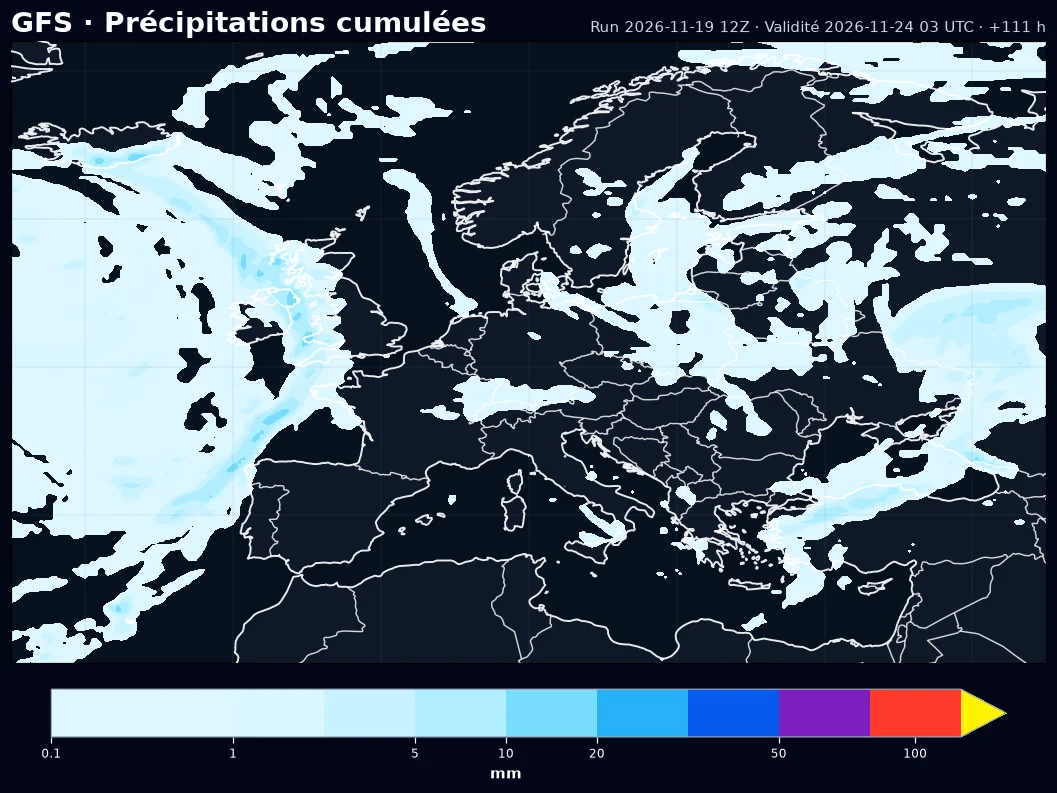 GFS · Précipitations cumulées
Run 2026-11-19 12Z · Validité 2026-11-24 03 UTC · +111 h
0.1 1 5 10 20 50 100
mm